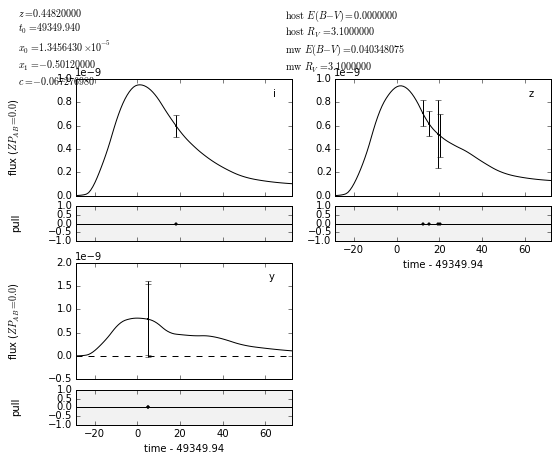 z = 0.44820000
t0 = 49349.940
x0 = 1.3456430 × 10^-5
x1 = −0.50120000
c = −0.067276980
host E(B−V) = 0.0000000
host RV = 3.1000000
mw E(B−V) = 0.040348075
mw RV = 3.1000000
1e−9
1.0
0.8
0.6
0.4
0.2
0.0
flux (ZPAB = 0.0)
i
1.0
0.5
0.0
−0.5
−1.0
pull
1e−9
1.0
0.8
0.6
0.4
0.2
0.0
z
1.0
0.5
0.0
−0.5
−1.0
−20 0 20 40 60
time - 49349.94
1e−9
2.0
1.5
1.0
0.5
0.0
−0.5
flux (ZPAB = 0.0)
y
1.0
0.5
0.0
−0.5
−1.0
pull
−20 0 20 40 60
time - 49349.94